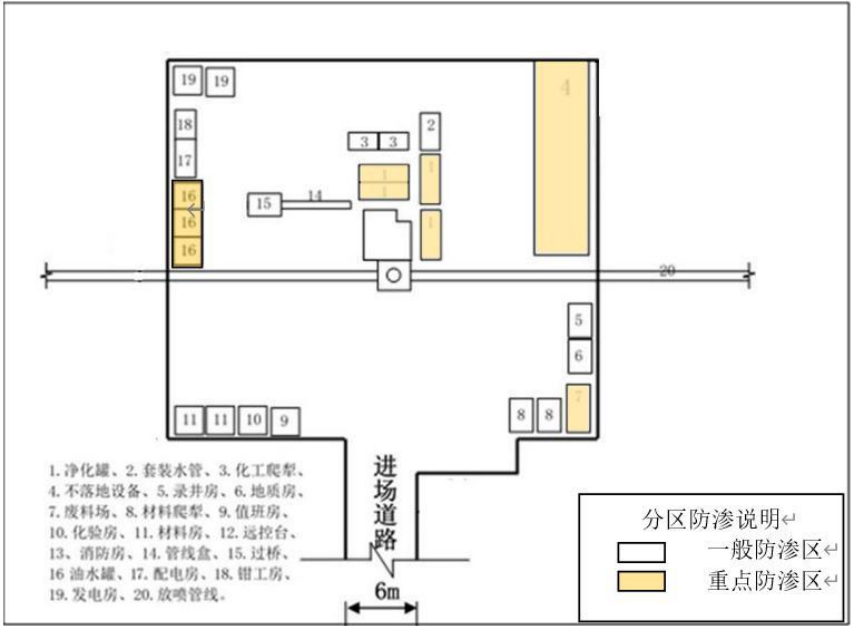 19 19
4
18
2
3 3
17
1
1
1
16
14
15
16
1
16
20
5
6
7
8 8
11 11 10 9
进场道路
1.净化罐、2.套装水管、3.化工爬犁、
4.不落地设备、5.录井房、6.地质房、
7.废料场、8.材料爬犁、9.值班房、
10.化验房、11.材料房、12.远控台、
13、消防房、14.管线盒、15.过桥、
16 油水罐、17.配电房、18.钳工房、
19.发电房、20.放喷管线。
6m
分区防渗说明↵
一般防渗区↵
重点防渗区↵